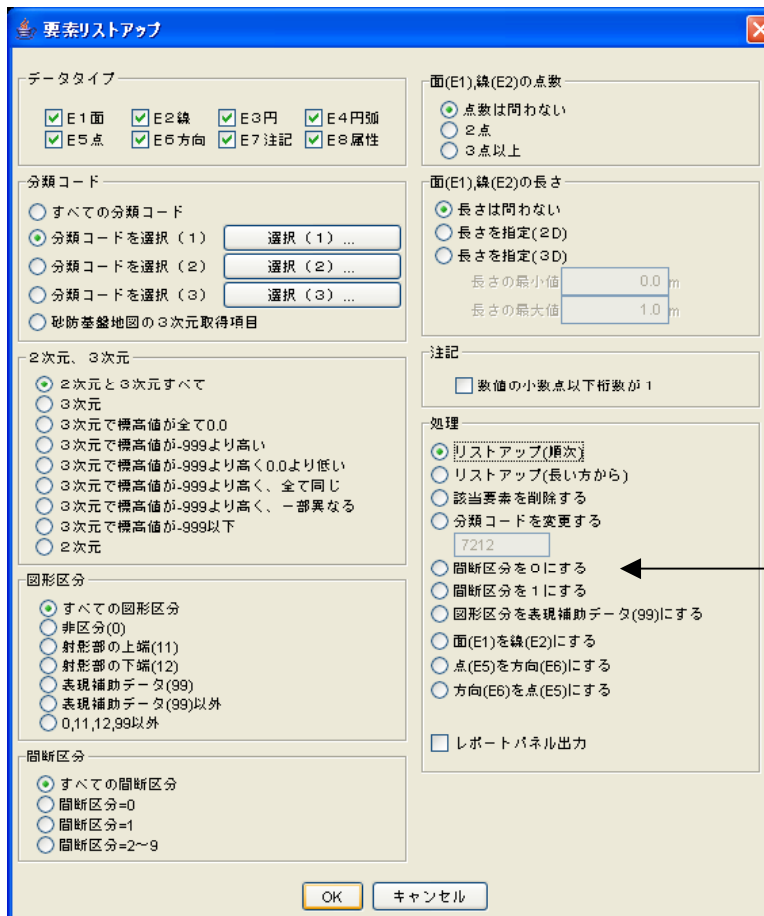 要素リストアップ
データタイプ
E1面 E2線 E3円 E4円弧
E5点 E6方向 E7注記 E8属性
分類コード
すべての分類コード
分類コードを選択(1) 選択(1)...
分類コードを選択(2) 選択(2)...
分類コードを選択(3) 選択(3)...
砂防基盤地図の3次元取得項目
2次元、3次元
2次元と3次元すべて
3次元
3次元で標高値が全て0.0
3次元で標高値が-999より高い
3次元で標高値が-999より高く0.0より低い
3次元で標高値が-999より高く、全て同じ
3次元で標高値が-999より高く、一部異なる
3次元で標高値が-999以下
2次元
図形区分
すべての図形区分
非区分(0)
射影部の上端(11)
射影部の下端(12)
表現補助データ(99)
表現補助データ(99)以外
0,11,12,99以外
間断区分
すべての間断区分
間断区分=0
間断区分=1
間断区分=2~9
面(E1),線(E2)の点数
点数は問わない
2点
3点以上
面(E1),線(E2)の長さ
長さは問わない
長さを指定(2D)
長さを指定(3D)
長さの最小値 0.0 m
長さの最大値 1.0 m
注記
数値の小数点以下桁数が1
処理
リストアップ(順次)
リストアップ(長い方から)
該当要素を削除する
分類コードを変更する
7212
間断区分を0にする
間断区分を1にする
図形区分を表現補助データ(99)にする
面(E1)を線(E2)にする
点(E5)を方向(E6)にする
方向(E6)を点(E5)にする
レポートパネル出力
OK キャンセル